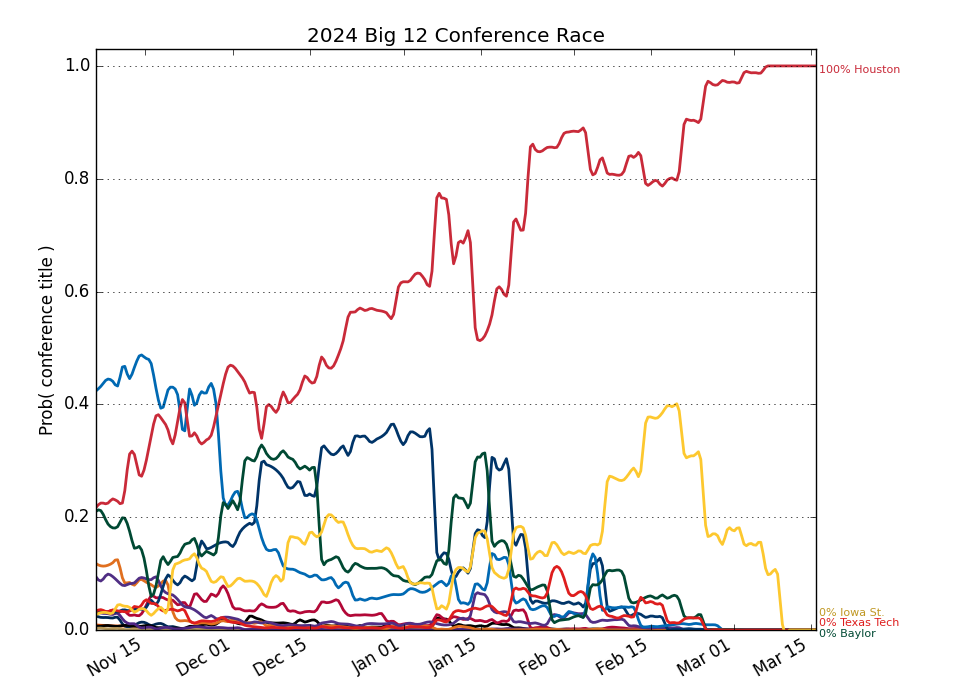 2024 Big 12 Conference Race
Prob( conference title )
1.0
0.8
0.6
0.4
0.2
0.0
Nov 15
Dec 01
Dec 15
Jan 01
Jan 15
Feb 01
Feb 15
Mar 01
Mar 15
100% Houston
0% Iowa St.
0% Texas Tech
0% Baylor